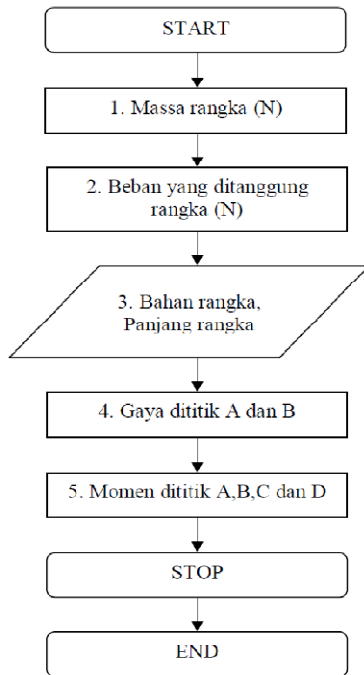 START
1. Massa rangka (N)
2. Beban yang ditanggung
rangka (N)
3. Bahan rangka,
Panjang rangka
4. Gaya dititik A dan B
5. Momen dititik A,B,C dan D
STOP
END